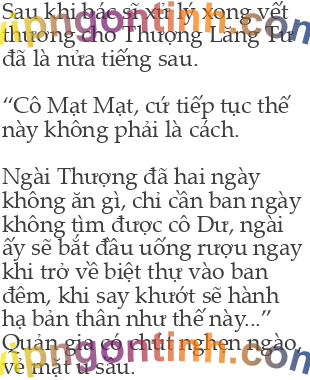 Sau khi bác sĩ xử lý xong vết
thương cho Thượng Lăng Tu
đã là nửa tiếng sau.
“Cô Mạt Mạt, cứ tiếp tục thế
này không phải là cách.
Ngài Thượng đã hai ngày
không ăn gì, chỉ cần ban ngày
không tìm được cô Dư, ngài
ấy sẽ bắt đầu uống rượu ngay
khi trở về biệt thự vào ban
đêm, khi say khướt sẽ hành
hạ bản thân như thế này...”
Quản gia có chút nghẹn ngào,
vẻ mặt u sầu.